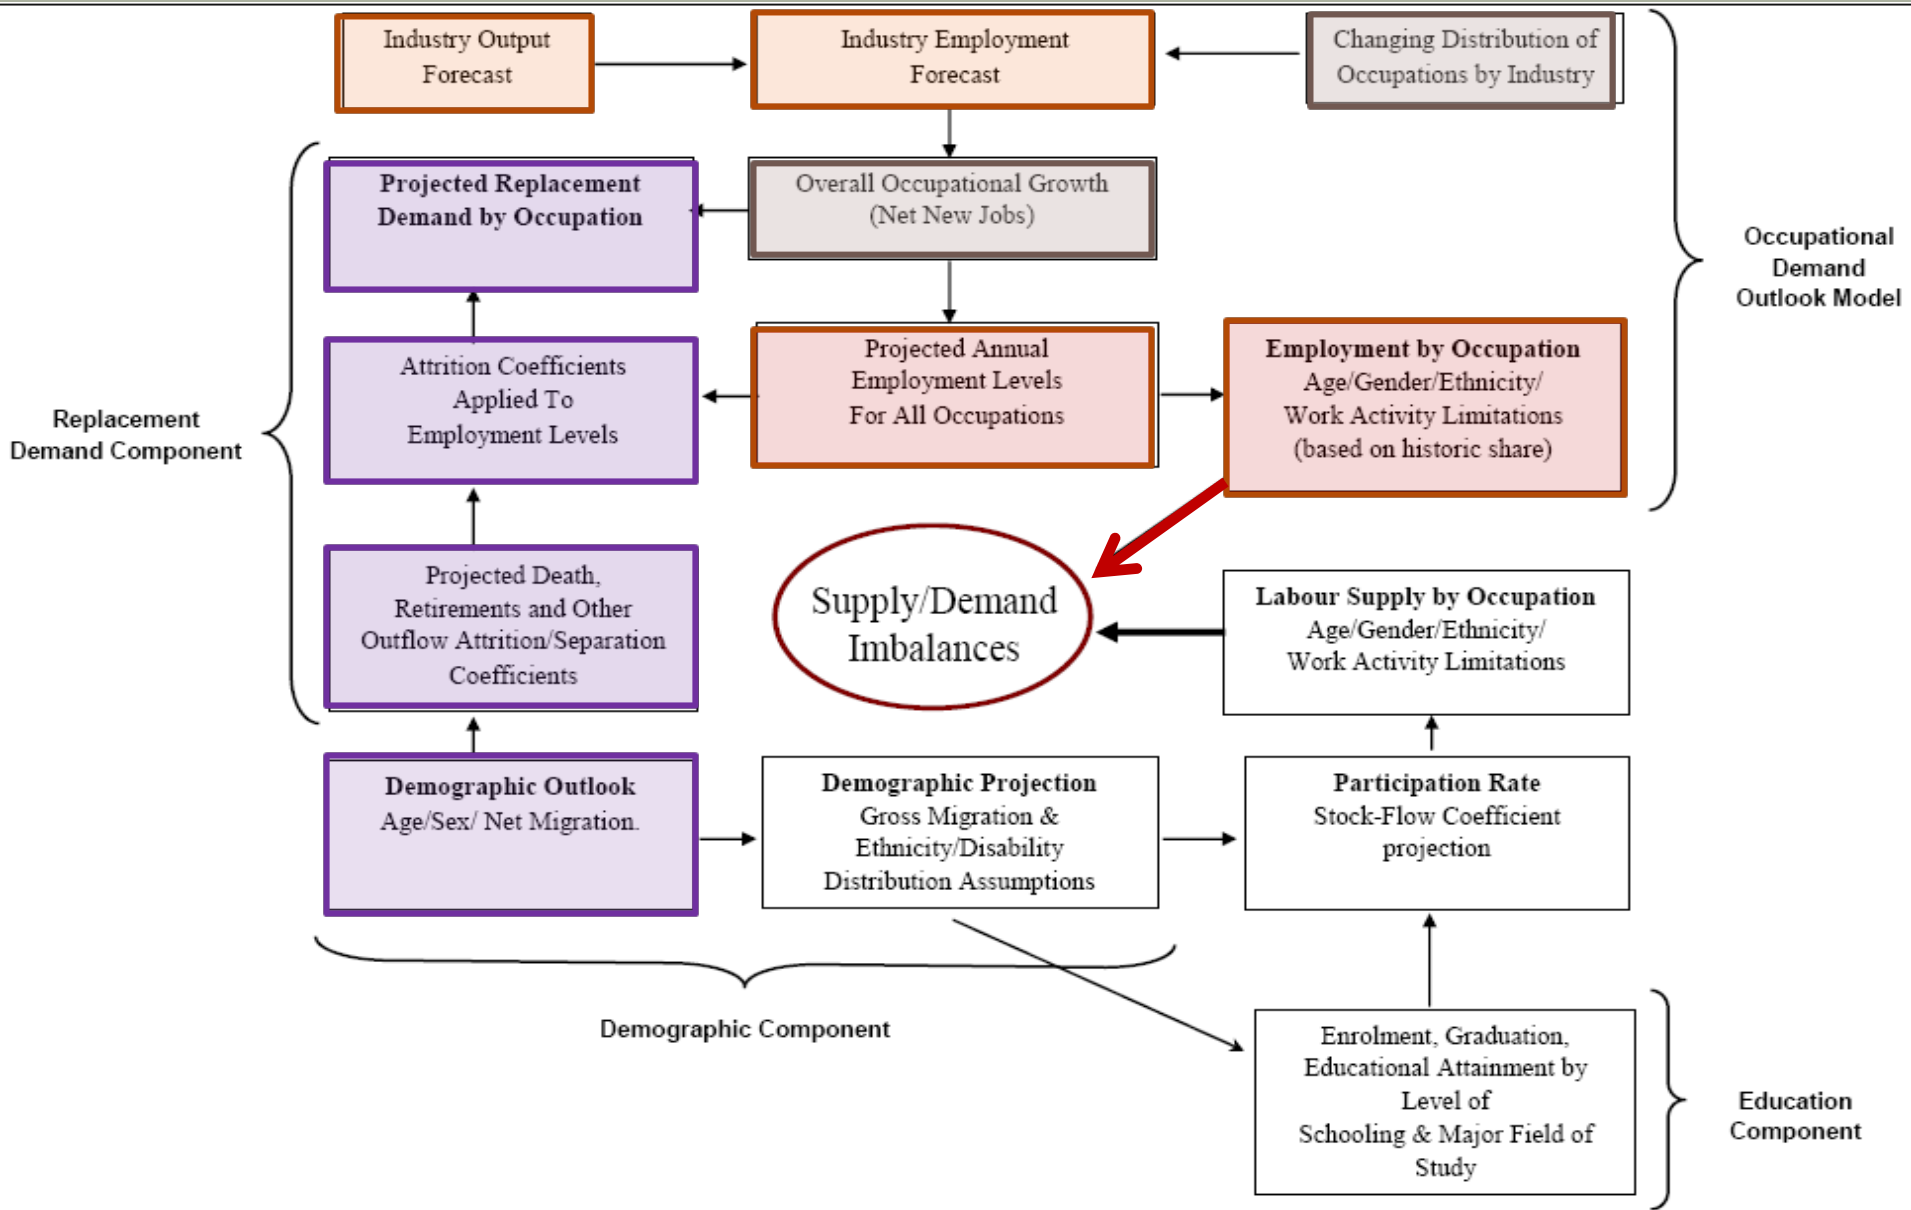 Industry Output
Forecast
Industry Employment
Forecast
Changing Distribution of
Occupations by Industry
Projected Replacement
Demand by Occupation
Overall Occupational Growth
(Net New Jobs)
Occupational
Demand
Outlook Model
Attrition Coefficients
Applied To
Employment Levels
Projected Annual
Employment Levels
For All Occupations
Employment by Occupation
Age/Gender/Ethnicity/
Work Activity Limitations
(based on historic share)
Replacement
Demand Component
Projected Death,
Retirements and Other
Outflow Attrition/Separation
Coefficients
Supply/Demand
Imbalances
Labour Supply by Occupation
Age/Gender/Ethnicity/
Work Activity Limitations
Demographic Outlook
Age/Sex/ Net Migration.
Demographic Projection
Gross Migration &
Ethnicity/Disability
Distribution Assumptions
Participation Rate
Stock-Flow Coefficient
projection
Demographic Component
Enrolment, Graduation,
Educational Attainment by
Level of
Schooling & Major Field of
Study
Education
Component